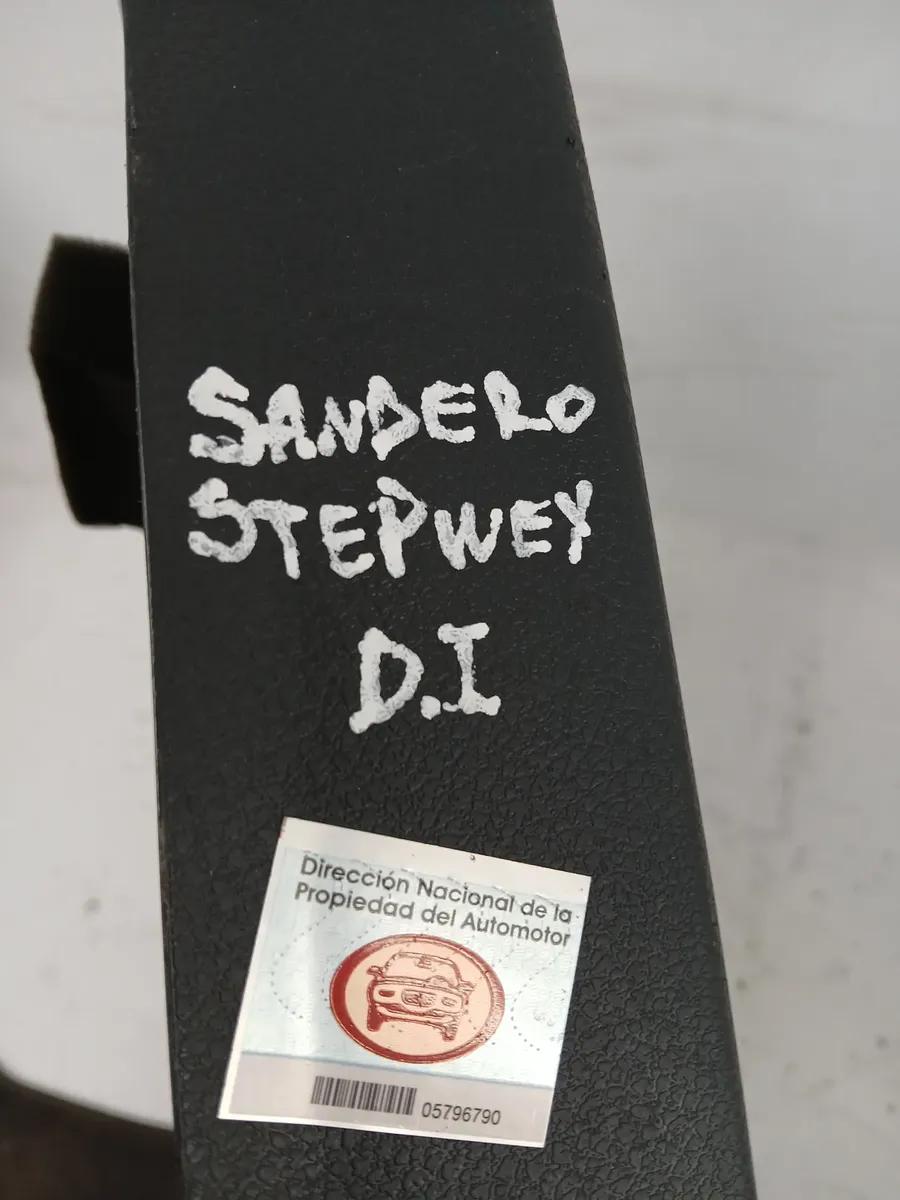 SANDERO
STEPWEY
D.I
Dirección Nacional de la
Propiedad del Automotor
05796790